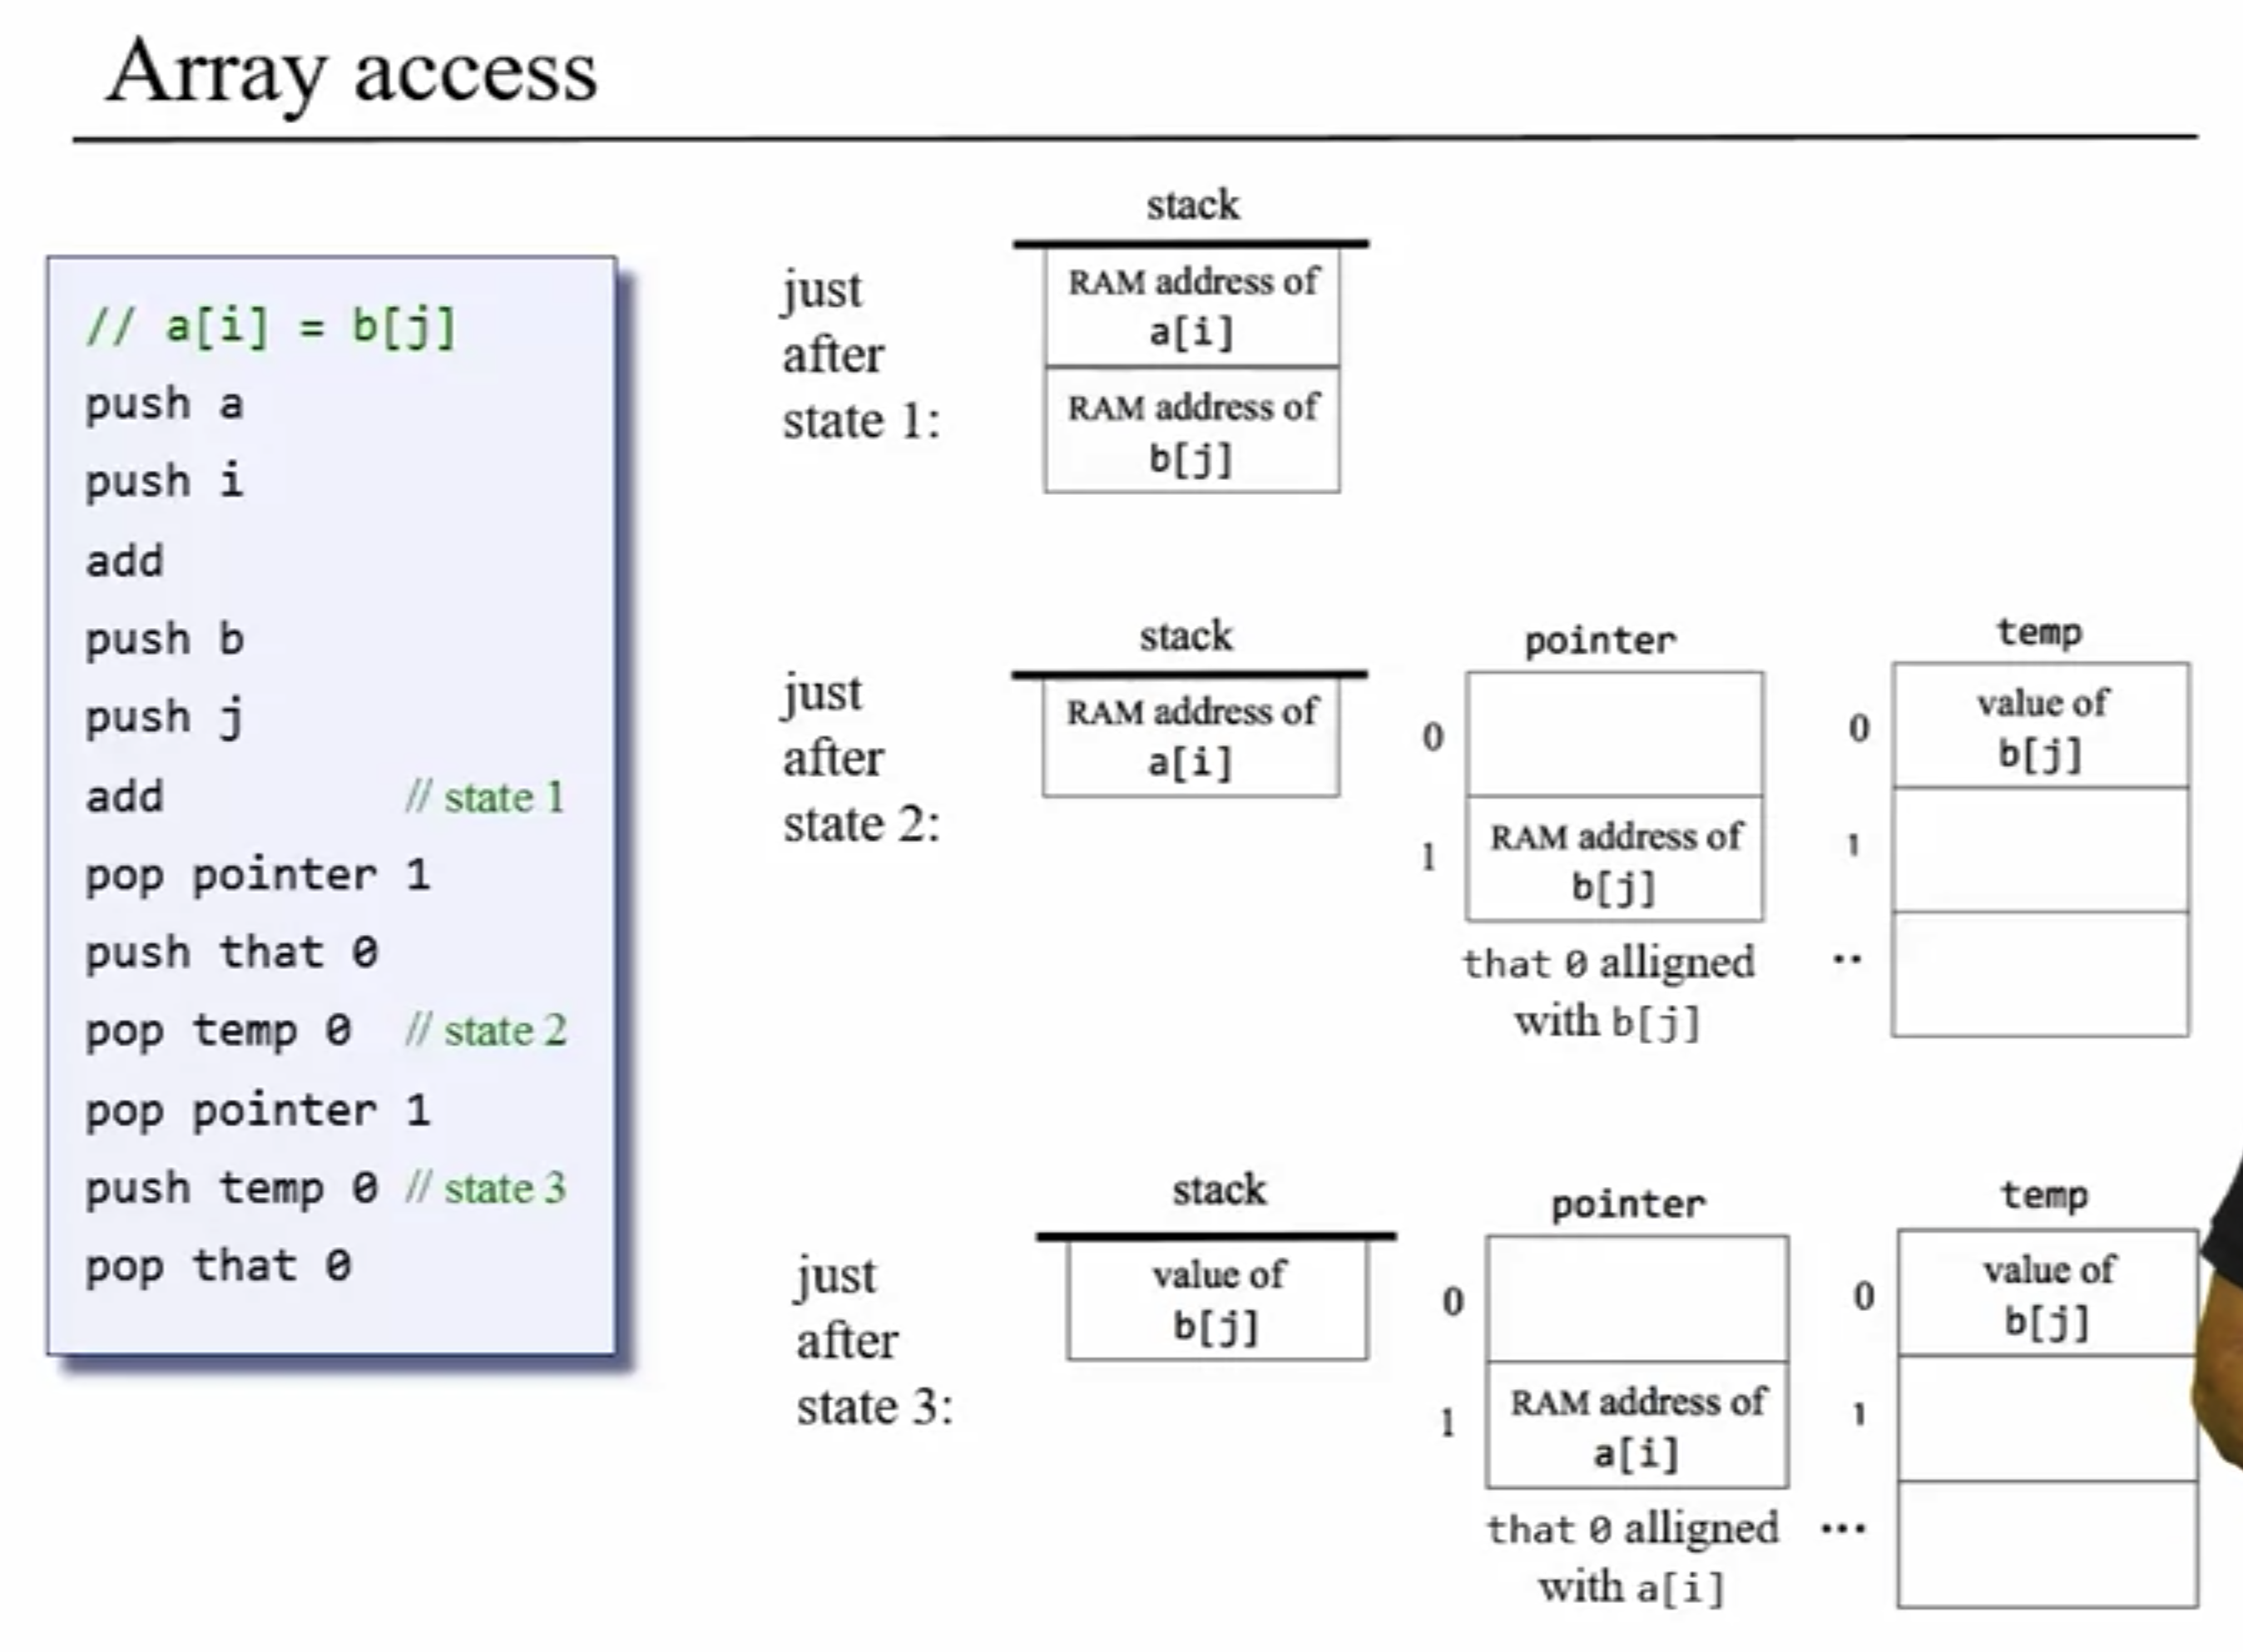 Array access
// a[i] = b[j]
push a
push i
add
push b
push j
add // state 1
pop pointer 1
push that 0
pop temp 0 // state 2
pop pointer 1
push temp 0 // state 3
pop that 0
just
after
state 1:
stack
RAM address of
a[i]
RAM address of
b[j]
just
after
state 2:
stack
RAM address of
a[i]
pointer
0
1
RAM address of
b[j]
that 0 alligned
with b[j]
temp
0
value of
b[j]
1
..
just
after
state 3:
stack
value of
b[j]
pointer
0
1
RAM address of
a[i]
that 0 alligned
with a[i]
temp
0
value of
b[j]
1
...